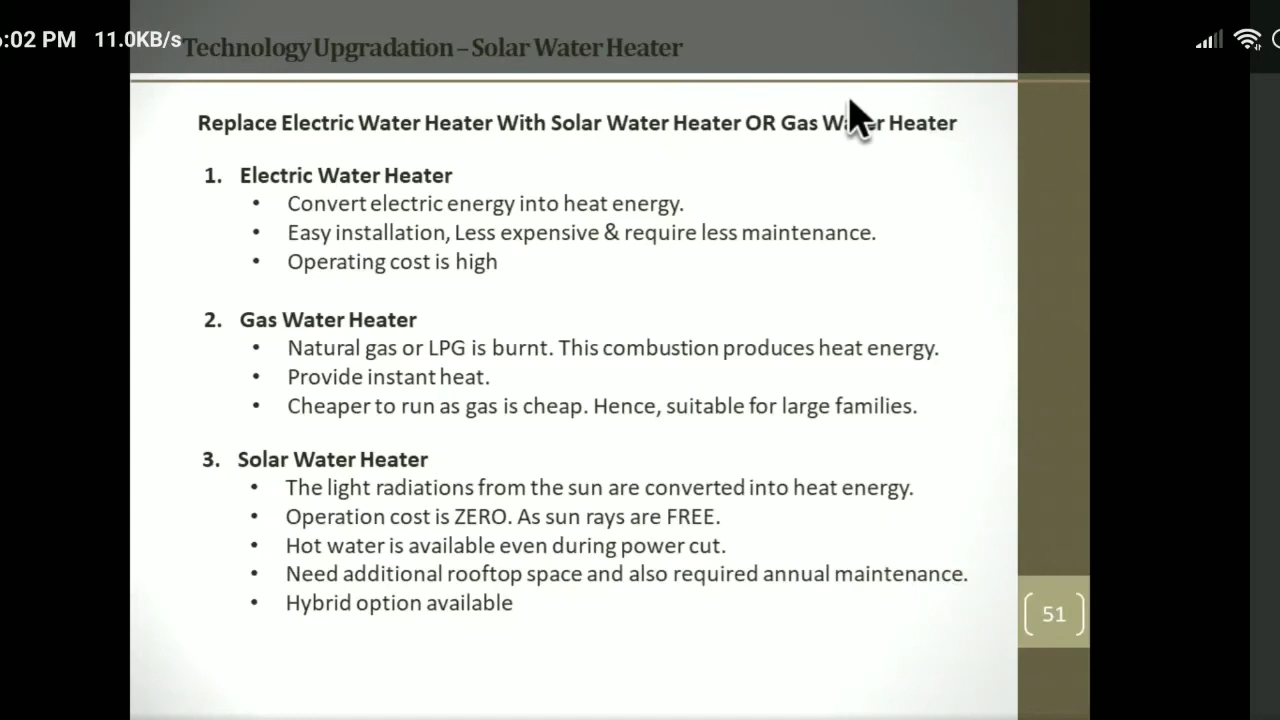 :02 PM 11.0KB/s
Technology Upgradation – Solar Water Heater
Replace Electric Water Heater With Solar Water Heater OR Gas Heater
1. Electric Water Heater
• Convert electric energy into heat energy.
• Easy installation, Less expensive & require less maintenance.
• Operating cost is high
2. Gas Water Heater
• Natural gas or LPG is burnt. This combustion produces heat energy.
• Provide instant heat.
• Cheaper to run as gas is cheap. Hence, suitable for large families.
3. Solar Water Heater
• The light radiations from the sun are converted into heat energy.
• Operation cost is ZERO. As sun rays are FREE.
• Hot water is available even during power cut.
• Need additional rooftop space and also required annual maintenance.
• Hybrid option available
51